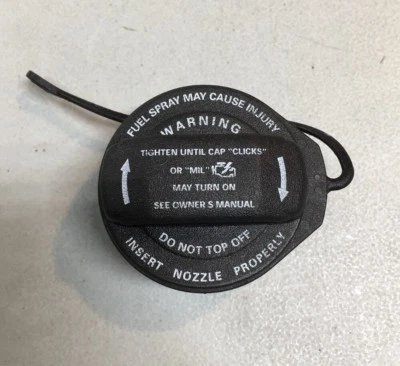 FUEL SPRAY MAY CAUSE INJURY
WARNING
TIGHTEN UNTIL CAP "CLICKS"
OR "MIL"
MAY TURN ON
SEE OWNER'S MANUAL
DO NOT TOP OFF
INSERT NOZZLE PROPERLY